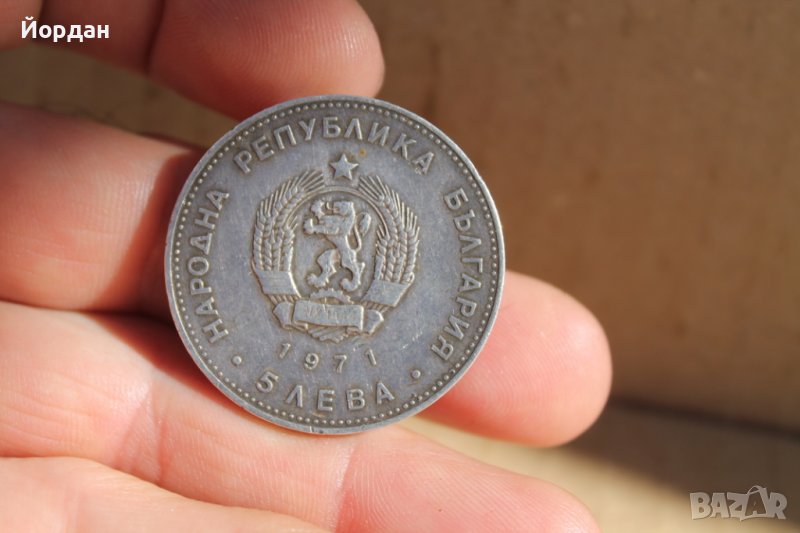 Йордан
НАРОДНА РЕПУБЛИКА БЪЛГАРИЯ
1971
• 5 ЛЕВА •
BAZAR